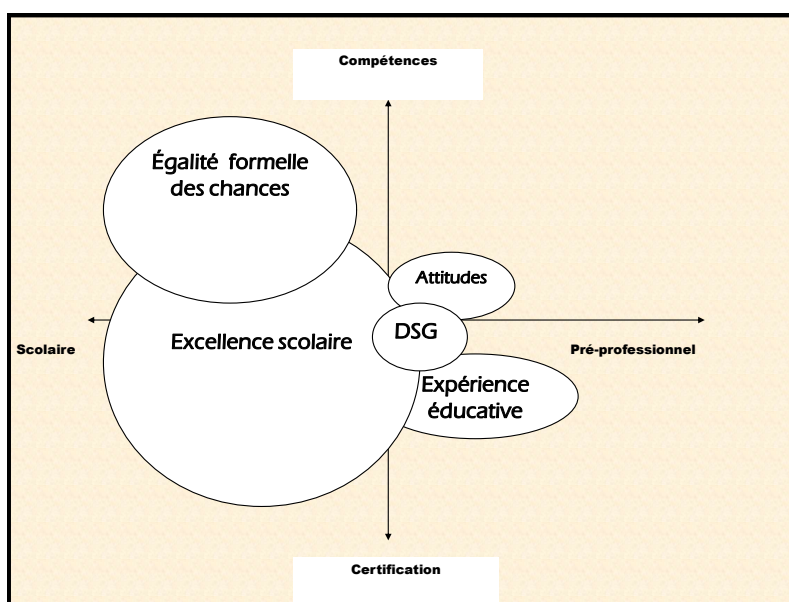 Compétences
Égalité formelle
des chances
Attitudes
DSG
Excellence scolaire
Scolaire
Pré-professionnel
Expérience
éducative
Certification